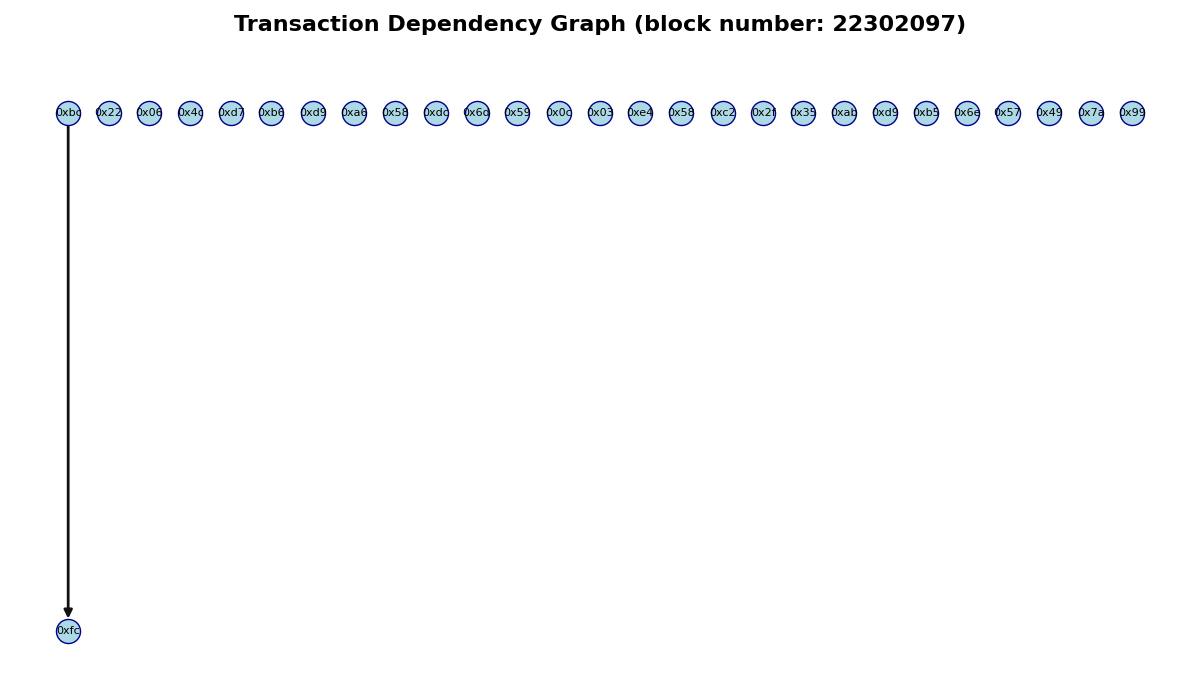 Transaction Dependency Graph (block number: 22302097)
0xbc 0x22 0x06 0x4c 0xd7 0xb6 0xd9 0xa6 0x58 0xdc 0x6d 0x59 0x0c 0x03 0xe4 0x58 0xc2 0x2f 0x35 0xab 0xd9 0xb5 0x6e 0x57 0x49 0x7a 0x99
0xfc